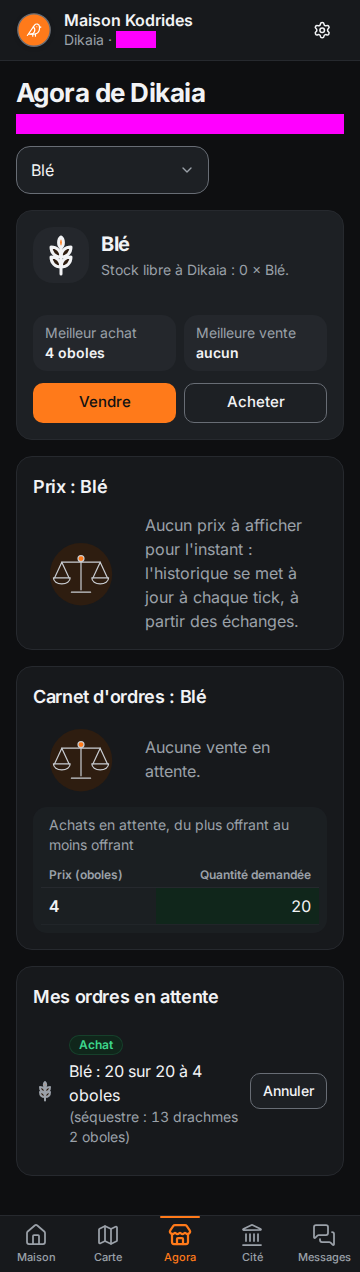 Maison Kodrides
Dikaia ·
Agora de Dikaia
Blé
Blé
Stock libre à Dikaia : 0 × Blé.
Meilleur achat
4 oboles
Meilleure vente
aucun
Vendre
Acheter
Prix : Blé
Aucun prix à afficher
pour l'instant :
l'historique se met à
jour à chaque tick, à
partir des échanges.
Carnet d'ordres : Blé
Aucune vente en
attente.
Achats en attente, du plus offrant au
moins offrant
Prix (oboles) Quantité demandée
4 20
Mes ordres en attente
Achat
Blé : 20 sur 20 à 4
oboles
(séquestre : 13 drachmes
2 oboles)
Annuler
Maison Carte Agora Cité Messages